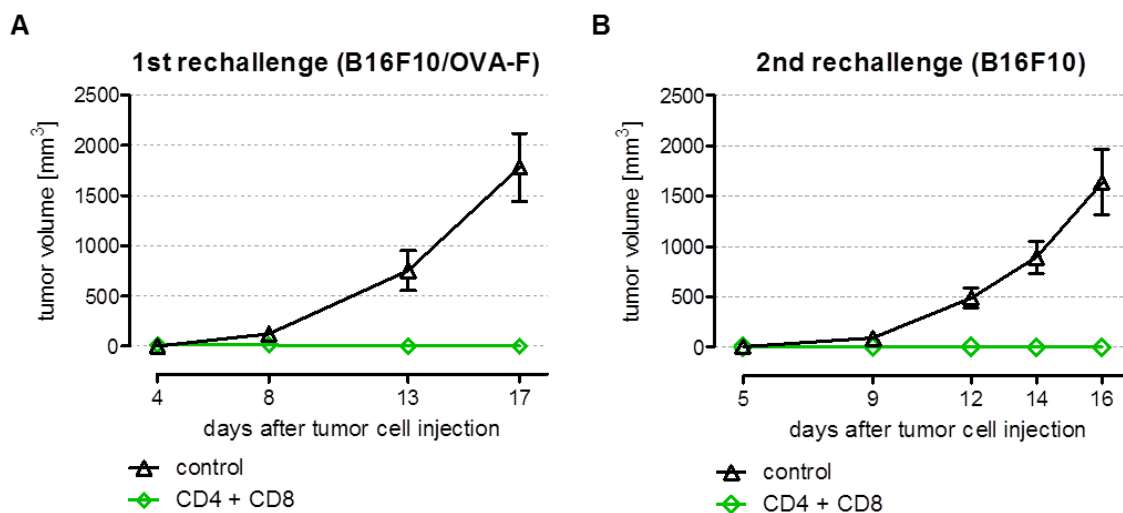 A
1st rechallenge (B16F10/OVA-F)
tumor volume [mm³]
2500
2000
1500
1000
500
0
4 8 13 17
days after tumor cell injection
control
CD4 + CD8
B
2nd rechallenge (B16F10)
tumor volume [mm³]
2500
2000
1500
1000
500
0
5 9 12 14 16
days after tumor cell injection
control
CD4 + CD8